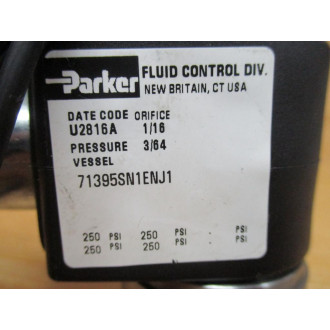 Parker FLUID CONTROL DIV.
NEW BRITAIN, CT USA
DATE CODE ORIFICE
U2816A 1/16
PRESSURE 3/64
VESSEL
71395SN1ENJ1
250 PSI 250 PSI PSI
250 PSI 250 PSI PSI